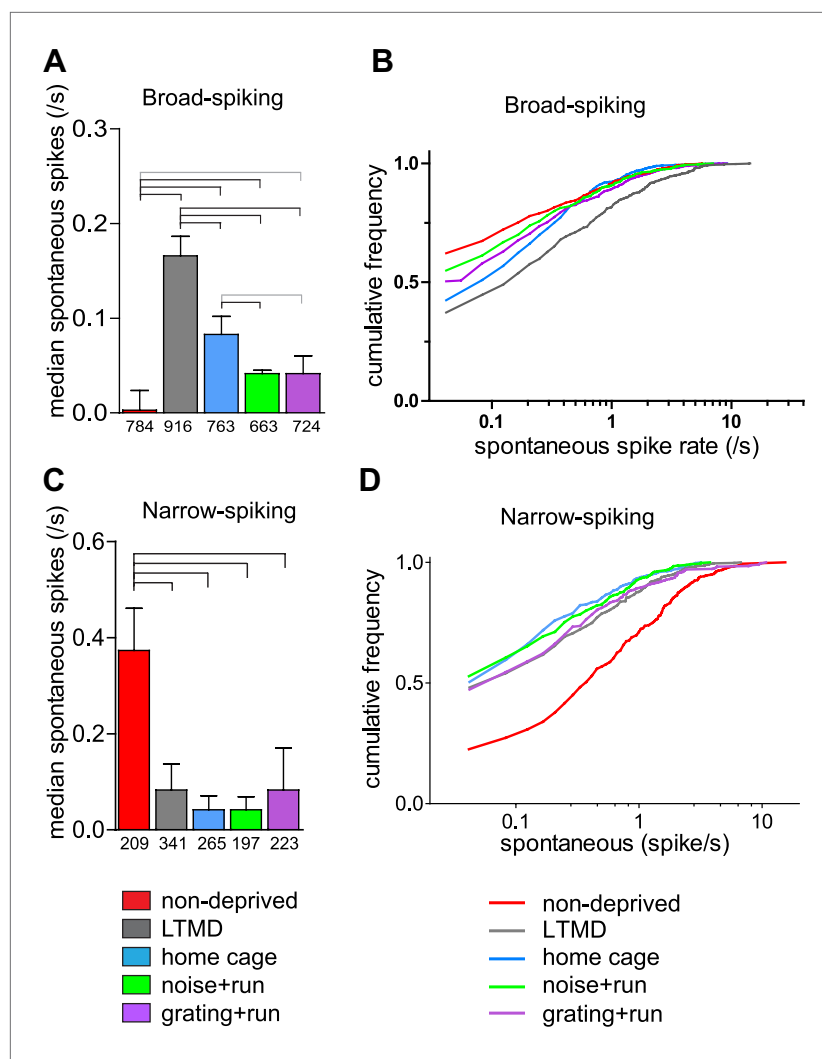 A
Broad-spiking
median spontaneous spikes (/s)
0.3
0.2
0.1
0.0
784 916 763 663 724
B
Broad-spiking
cumulative frequency
1.0
0.5
0.0
0.1 1 10
spontaneous spike rate (/s)
C
Narrow-spiking
median spontaneous spikes (/s)
0.6
0.4
0.2
0.0
209 341 265 197 223
D
Narrow-spiking
cumulative frequency
1.0
0.5
0.0
0.1 1 10
spontaneous (spike/s)
non-deprived
LTMD
home cage
noise+run
grating+run
non-deprived
LTMD
home cage
noise+run
grating+run